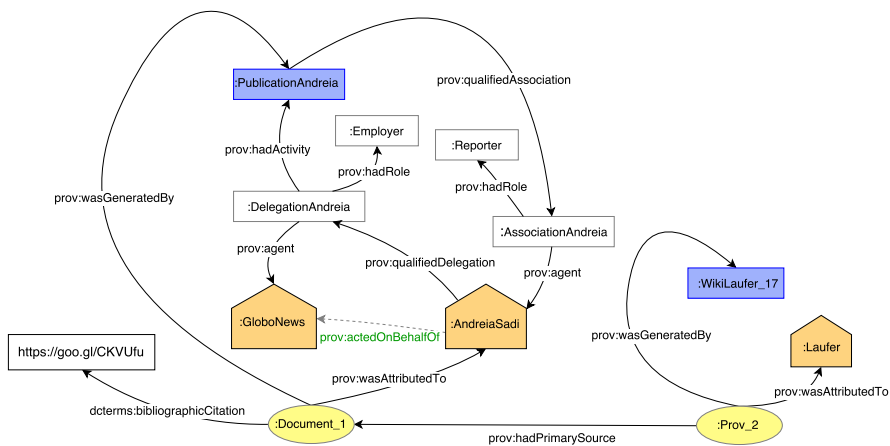 :PublicationAndreia
prov:qualifiedAssociation
:Employer
:Reporter
prov:hadActivity
prov:hadRole
prov:hadRole
prov:wasGeneratedBy
:DelegationAndreia
:AssociationAndreia
prov:agent
prov:qualifiedDelegation
prov:agent
:WikiLaufer_17
:GloboNews
:AndreiaSadi
prov:actedOnBehalfOf
prov:wasGeneratedBy
:Laufer
https://goo.gl/CKVUfu
prov:wasAttributedTo
prov:wasAttributedTo
dcterms:bibliographicCitation
:Document_1
:Prov_2
prov:hadPrimarySource